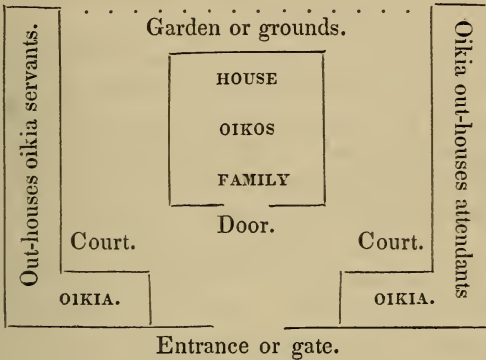 Garden or grounds.
Out-houses oikia servants.
HOUSE
OIKOS
FAMILY
Oikia out-houses attendants
Door.
Court.
Court.
OIKIA.
OIKIA.
Entrance or gate.